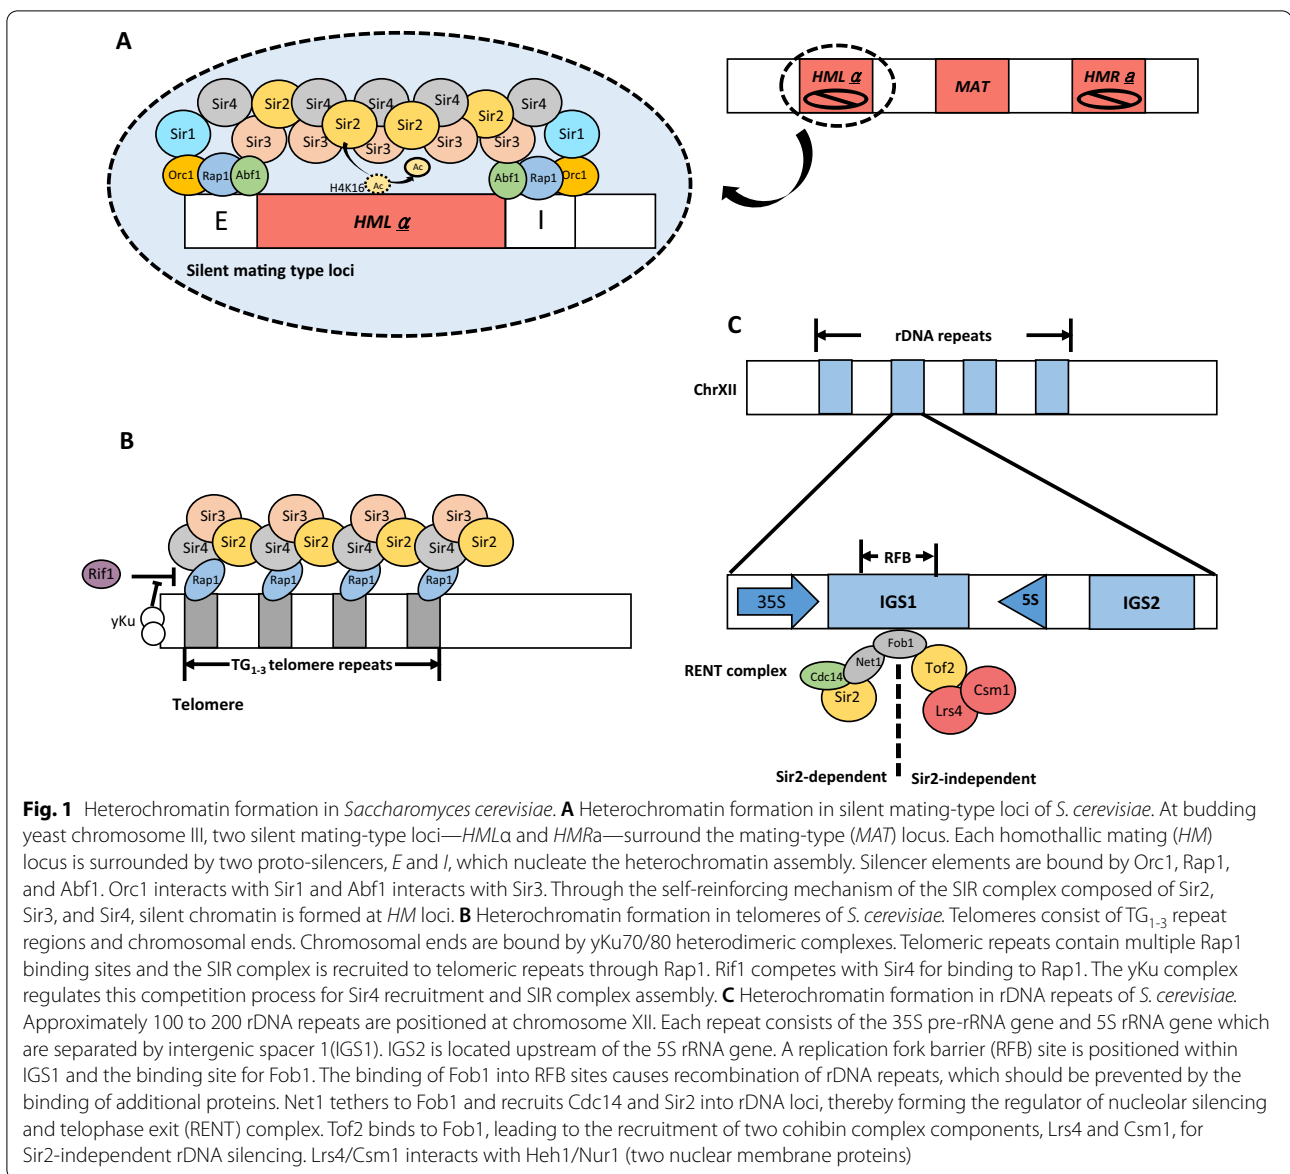 A
Sir4
Sir2
Sir4
Sir4
Sir4
Sir2
Sir4
Sir1
Sir3
Sir3
Sir2
Sir3
Sir2
Sir3
Sir3
Sir1
Orc1
Rap1
Abf1
H4K16
Ac
Ac
Abf1
Rap1
Orc1
E
HML α
I
Silent mating type loci
HML α
MAT
HMR a
B
Sir3
Sir3
Sir3
Sir3
Sir4
Sir2
Sir4
Sir2
Sir4
Sir2
Sir4
Sir2
Rif1
Rap1
Rap1
Rap1
Rap1
yKu
TG1-3 telomere repeats
Telomere
C
rDNA repeats
ChrXII
RFB
35S
IGS1
5S
IGS2
Fob1
RENT complex
Net1
Cdc14
Sir2
Tof2
Csm1
Lrs4
Sir2-dependent
Sir2-independent
Fig. 1 Heterochromatin formation in Saccharomyces cerevisiae. A Heterochromatin formation in silent mating-type loci of S. cerevisiae. At budding
yeast chromosome III, two silent mating-type loci—HMLα and HMRa—surround the mating-type (MAT) locus. Each homothallic mating (HM)
locus is surrounded by two proto-silencers, E and I, which nucleate the heterochromatin assembly. Silencer elements are bound by Orc1, Rap1,
and Abf1. Orc1 interacts with Sir1 and Abf1 interacts with Sir3. Through the self-reinforcing mechanism of the SIR complex composed of Sir2,
Sir3, and Sir4, silent chromatin is formed at HM loci. B Heterochromatin formation in telomeres of S. cerevisiae. Telomeres consist of TG1-3 repeat
regions and chromosomal ends. Chromosomal ends are bound by yKu70/80 heterodimeric complexes. Telomeric repeats contain multiple Rap1
binding sites and the SIR complex is recruited to telomeric repeats through Rap1. Rif1 competes with Sir4 for binding to Rap1. The yKu complex
regulates this competition process for Sir4 recruitment and SIR complex assembly. C Heterochromatin formation in rDNA repeats of S. cerevisiae.
Approximately 100 to 200 rDNA repeats are positioned at chromosome XII. Each repeat consists of the 35S pre-rRNA gene and 5S rRNA gene which
are separated by intergenic spacer 1(IGS1). IGS2 is located upstream of the 5S rRNA gene. A replication fork barrier (RFB) site is positioned within
IGS1 and the binding site for Fob1. The binding of Fob1 into RFB sites causes recombination of rDNA repeats, which should be prevented by the
binding of additional proteins. Net1 tethers to Fob1 and recruits Cdc14 and Sir2 into rDNA loci, thereby forming the regulator of nucleolar silencing
and telophase exit (RENT) complex. Tof2 binds to Fob1, leading to the recruitment of two cohibin complex components, Lrs4 and Csm1, for
Sir2-independent rDNA silencing. Lrs4/Csm1 interacts with Heh1/Nur1 (two nuclear membrane proteins)